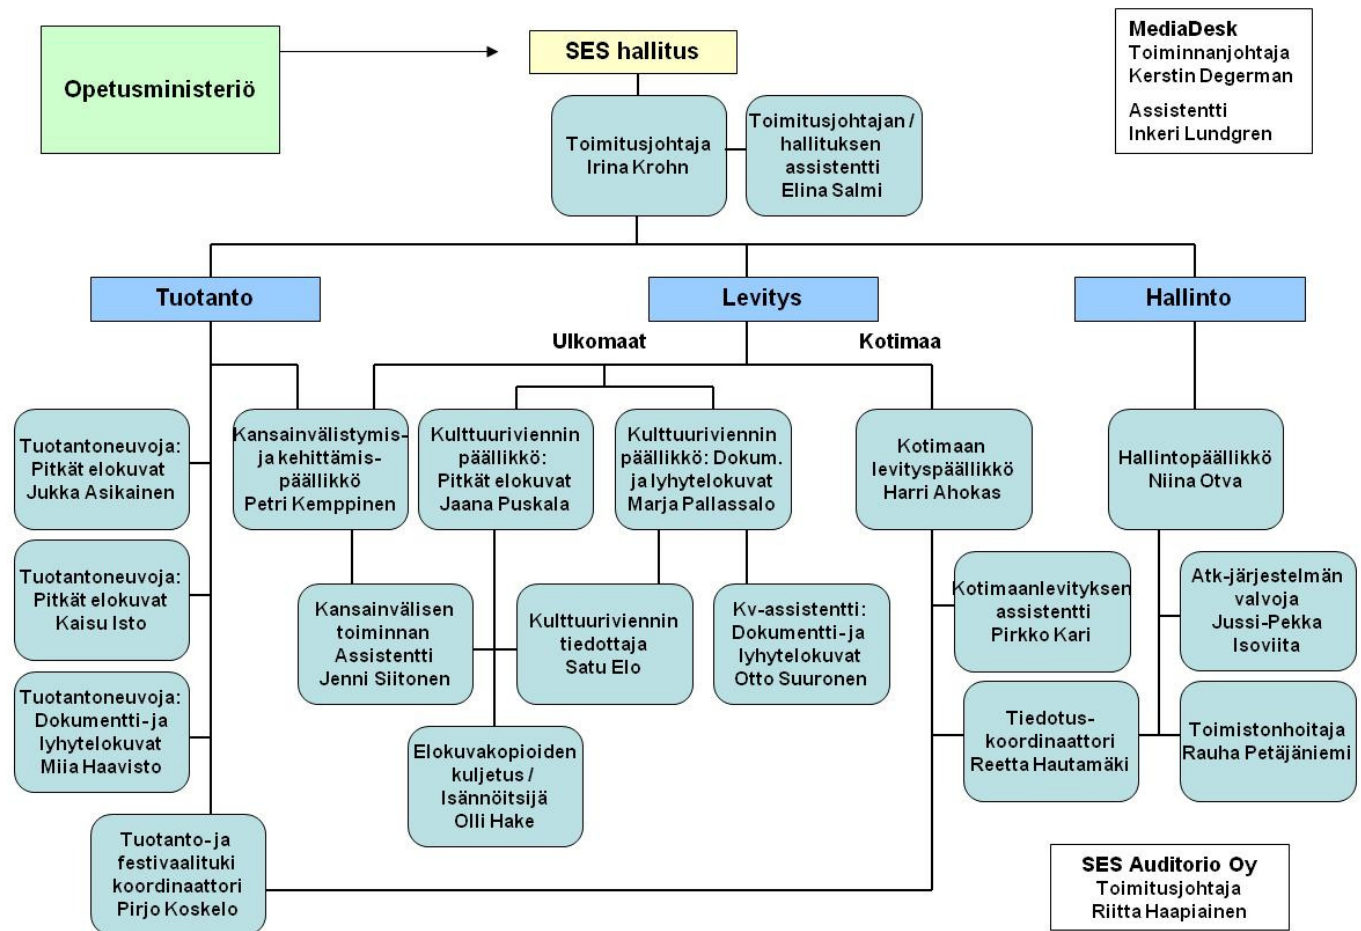 Opetusministeriö
SES hallitus
MediaDesk
Toiminnanjohtaja
Kerstin Degerman
Assistentti
Inkeri Lundgren
Toimitusjohtaja
Irina Krohn
Toimitusjohtajan /
hallituksen
assistentti
Elina Salmi
Tuotanto
Levitys
Hallinto
Ulkomaat
Kotimaa
Tuotantoneuvoja:
Pitkät elokuvat
Jukka Asikainen
Kansainvälistymis-
ja kehittämis-
päällikkö
Petri Kemppinen
Kulttuuriviennin
päällikkö:
Pitkät elokuvat
Jaana Puskala
Kulttuuriviennin
päällikkö: Dokum.
ja lyhytelokuvat
Marja Pallassalo
Kotimaan
levityspäällikkö
Harri Ahokas
Hallintopäällikkö
Niina Otva
Tuotantoneuvoja:
Pitkät elokuvat
Kaisu Isto
Kansainvälisen
toiminnan
Assistentti
Jenni Siitonen
Kulttuuriviennin
tiedottaja
Satu Elo
Kv-assistentti:
Dokumentti- ja
lyhytelokuvat
Otto Suuronen
Kotimaanlevityksen
assistentti
Pirkko Kari
Atk-järjestelmän
valvoja
Jussi-Pekka
Isoviita
Tuotantoneuvoja:
Dokumentti- ja
lyhytelokuvat
Miia Haavisto
Elokuvakopioiden
kuljetus /
Isännöitsijä
Olli Hake
Tiedotus-
koordinaattori
Reetta Hautamäki
Toimistonhoitaja
Rauha Petäjäniemi
Tuotanto- ja
festivaalituki
koordinaattori
Pirjo Koskelo
SES Auditorio Oy
Toimitusjohtaja
Riitta Haapiainen